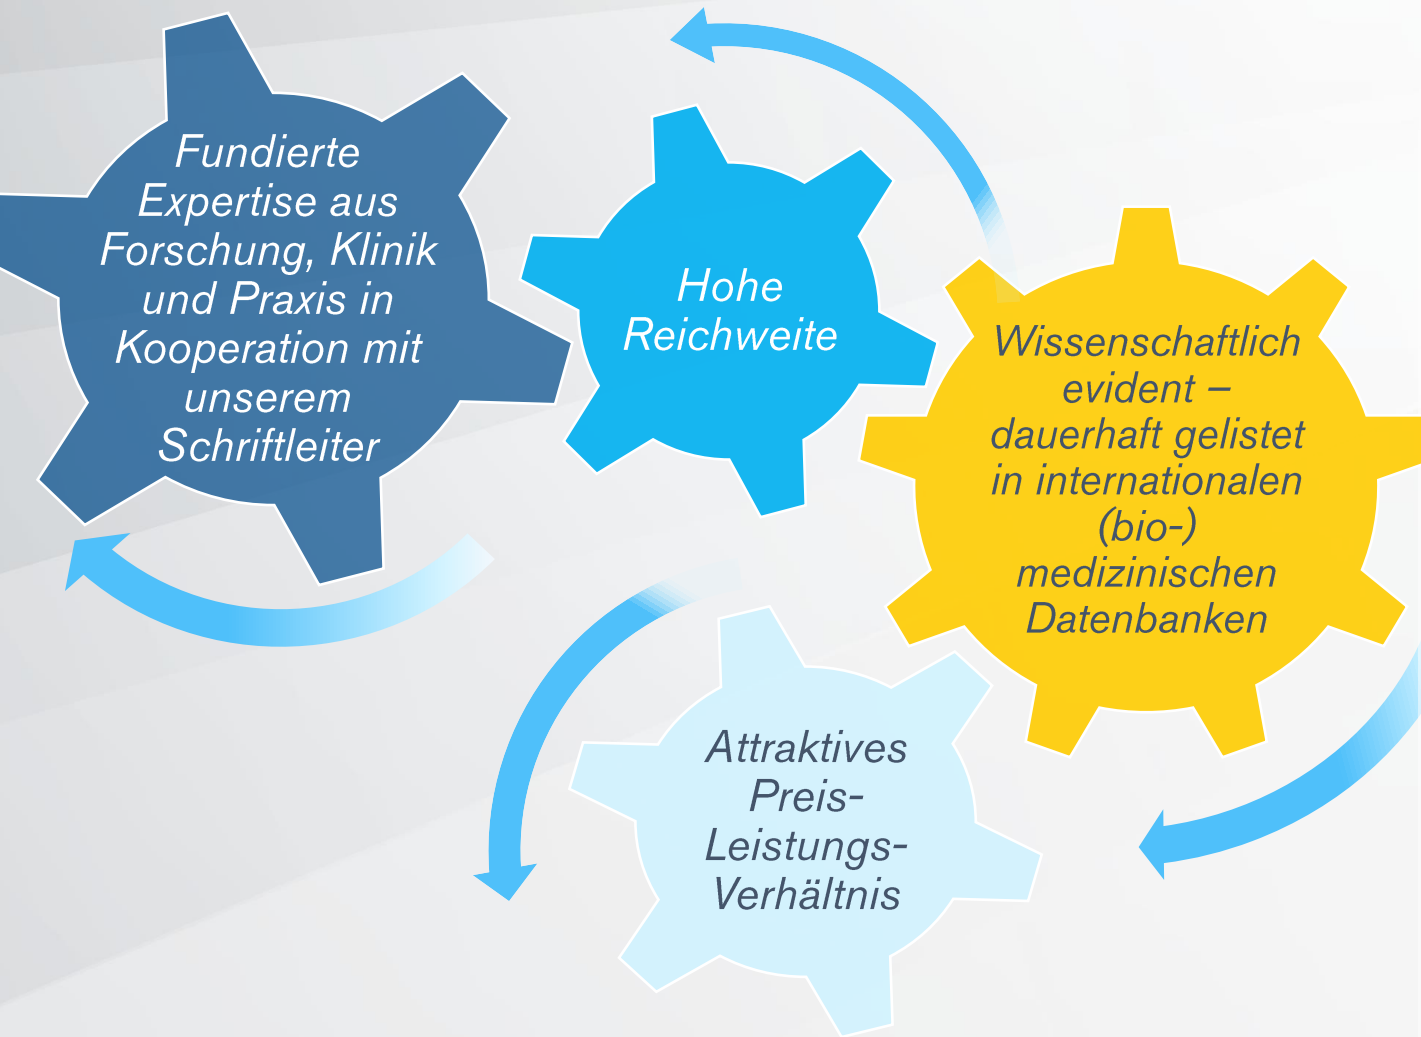 Fundierte
Expertise aus
Forschung, Klinik
und Praxis in
Kooperation mit
unserem
Schriftleiter
Hohe
Reichweite
Wissenschaftlich
evident –
dauerhaft gelistet
in internationalen
(bio-)
medizinischen
Datenbanken
Attraktives
Preis-
Leistungs-
Verhältnis